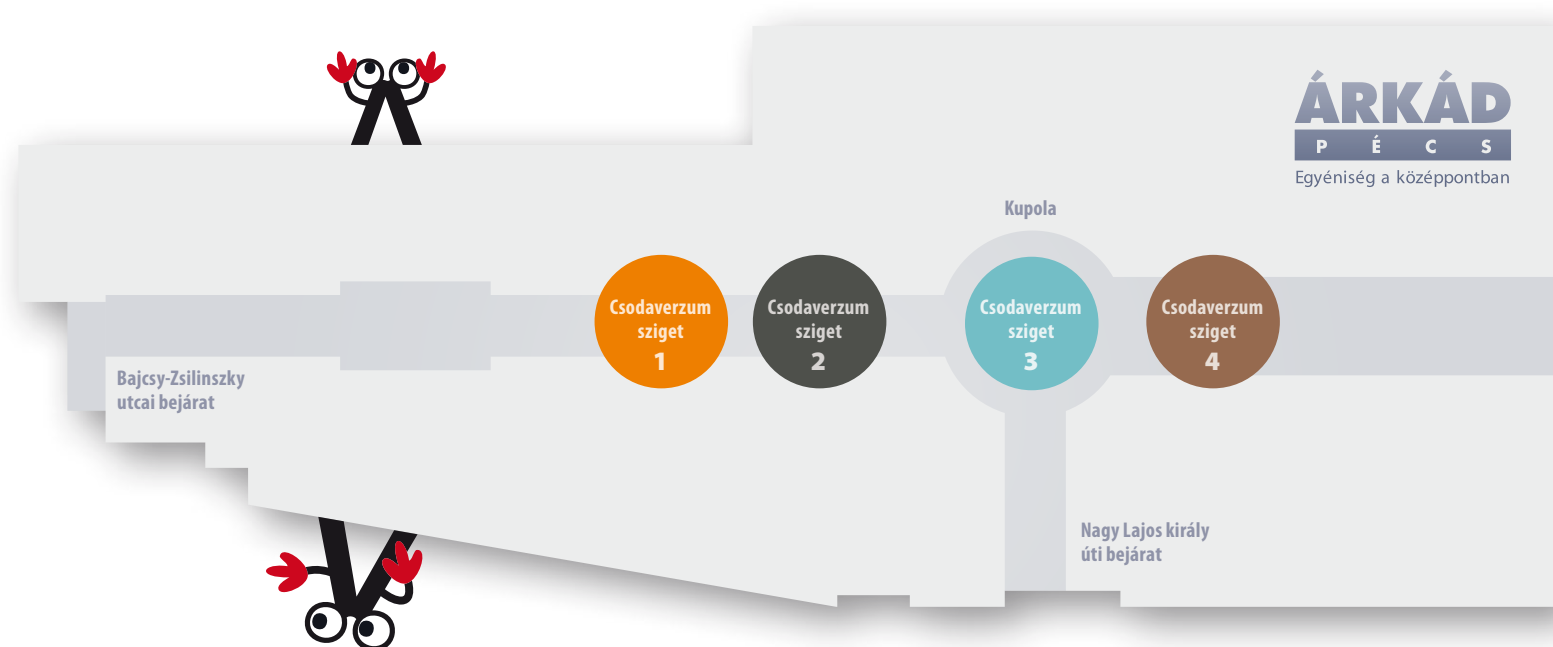 ÁRKÁD
PÉCS
Egyéniség a középpontban
Kupola
Csodaverzum
sziget
1
Csodaverzum
sziget
2
Csodaverzum
sziget
3
Csodaverzum
sziget
4
Bajcsy-Zsilinszky
utcai bejárat
Nagy Lajos király
úti bejárat